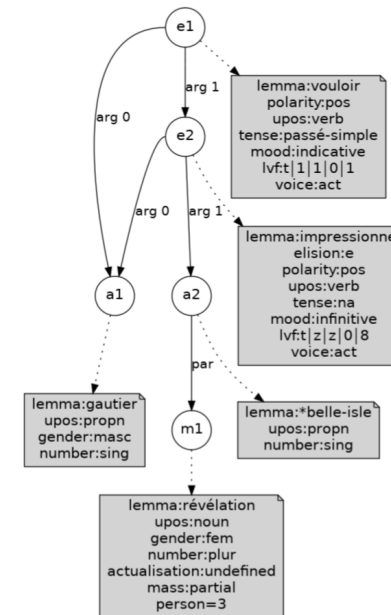 e1
arg 1
arg 0
lemma:vouloir
polarity:pos
upos:verb
tense:passé-simple
mood:indicative
lvf:t|1|1|0|1
voice:act
e2
arg 0
arg 1
lemma:impressionne
elision:e
polarity:pos
upos:verb
tense:na
mood:infinitive
lvf:t|z|z|0|8
voice:act
a1
a2
par
lemma:gautier
upos:propn
gender:masc
number:sing
lemma:*belle-isle
upos:propn
number:sing
m1
lemma:révélation
upos:noun
gender:fem
number:plur
actualisation:undefined
mass:partial
person=3